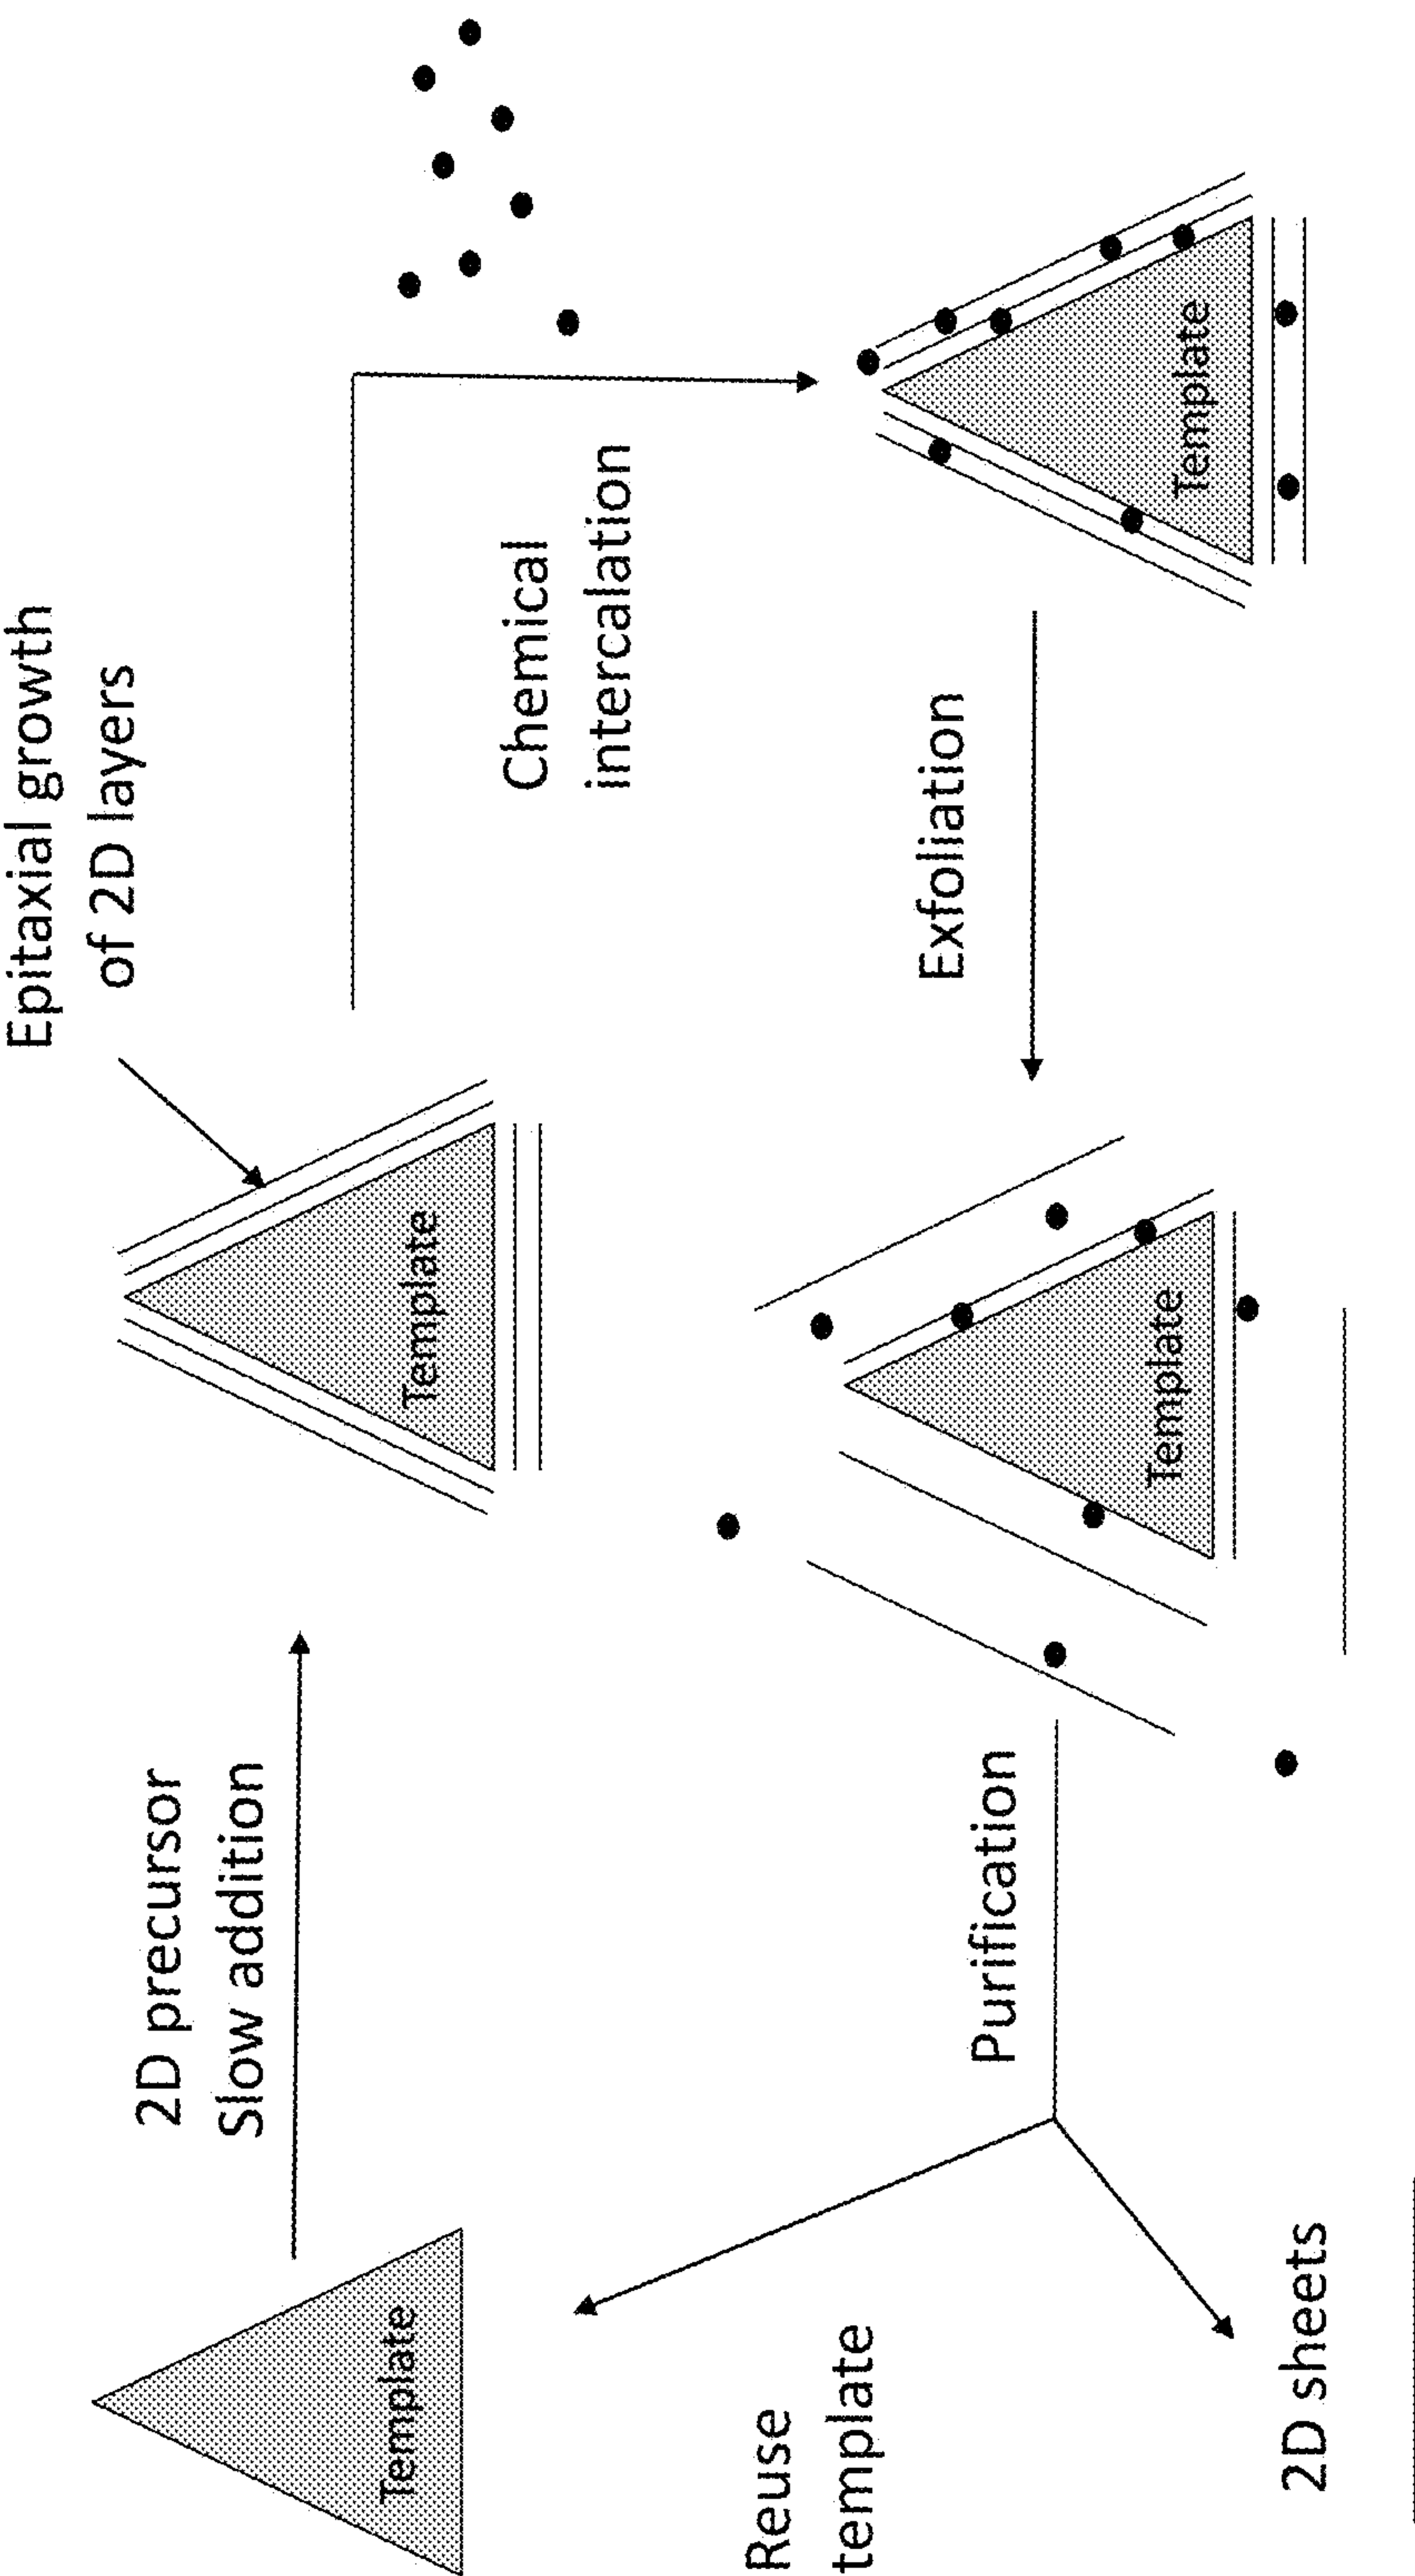 Template
2D precursor
Slow addition
Template
Epitaxial growth
of 2D layers
Chemical
intercalation
Template
Exfoliation
Template
Purification
Reuse
template
2D sheets